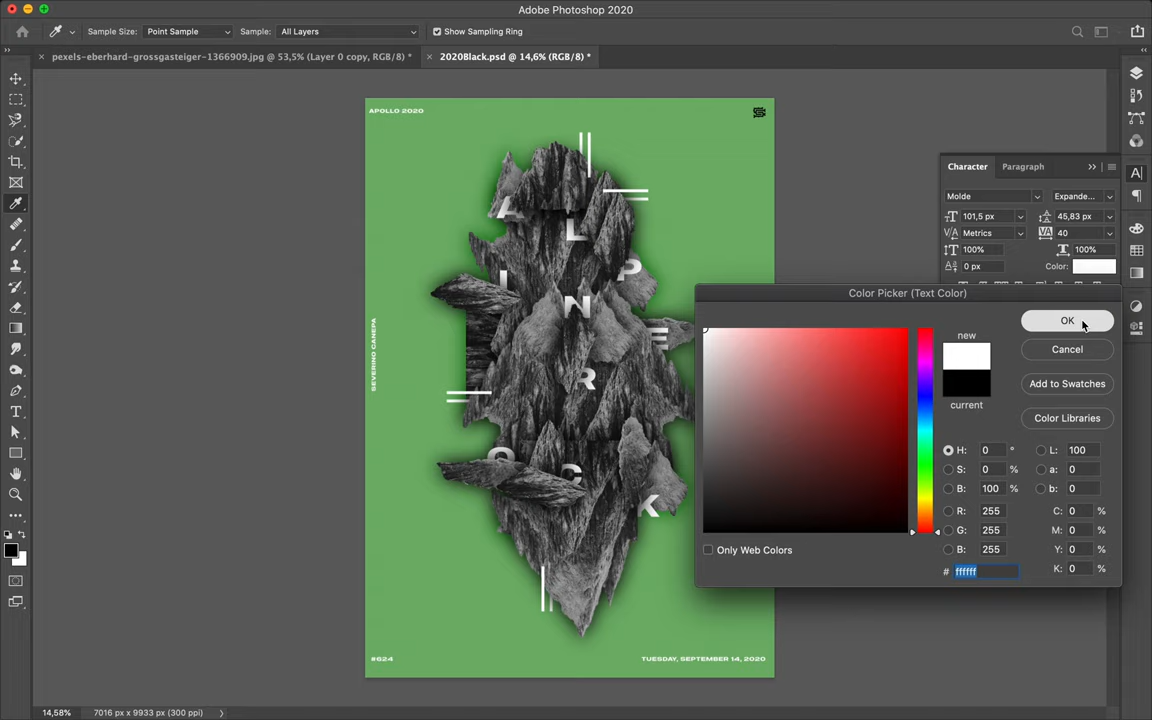 Adobe Photoshop 2020
Sample Size: Point Sample Sample: All Layers Show Sampling Ring
pexels-eberhard-grossgasteiger-1366909.jpg @ 53,5% (Layer 0 copy, RGB/8) *
2020Black.psd @ 14,6% (RGB/8) *
APOLLO 2020
A
L
I
P
N
E
R
O
C
K
SEVERINO CANEPA
#624
TUESDAY, SEPTEMBER 14, 2020
Character Paragraph
Molde Expande...
101,5 px 45,83 px
Metrics 40
100% 100%
0 px Color:
Color Picker (Text Color)
new
current
OK
Cancel
Add to Swatches
Color Libraries
H: 0 ° L: 100
S: 0 % a: 0
B: 100 % b: 0
R: 255 C: 0 %
G: 255 M: 0 %
B: 255 Y: 0 %
# ffffff K: 0 %
Only Web Colors
14,58% 7016 px x 9933 px (300 ppi)